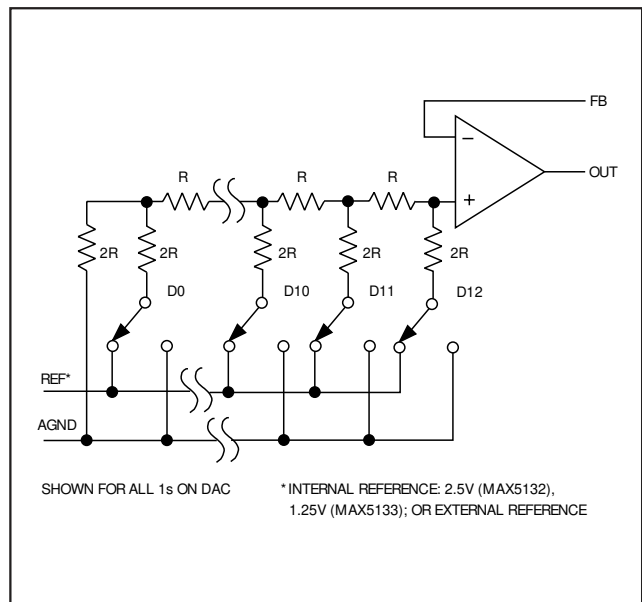 FB
−
OUT
R R R
+
2R 2R 2R 2R 2R
D0 D10 D11 D12
REF*
AGND
SHOWN FOR ALL 1s ON DAC
* INTERNAL REFERENCE: 2.5V (MAX5132),
1.25V (MAX5133); OR EXTERNAL REFERENCE